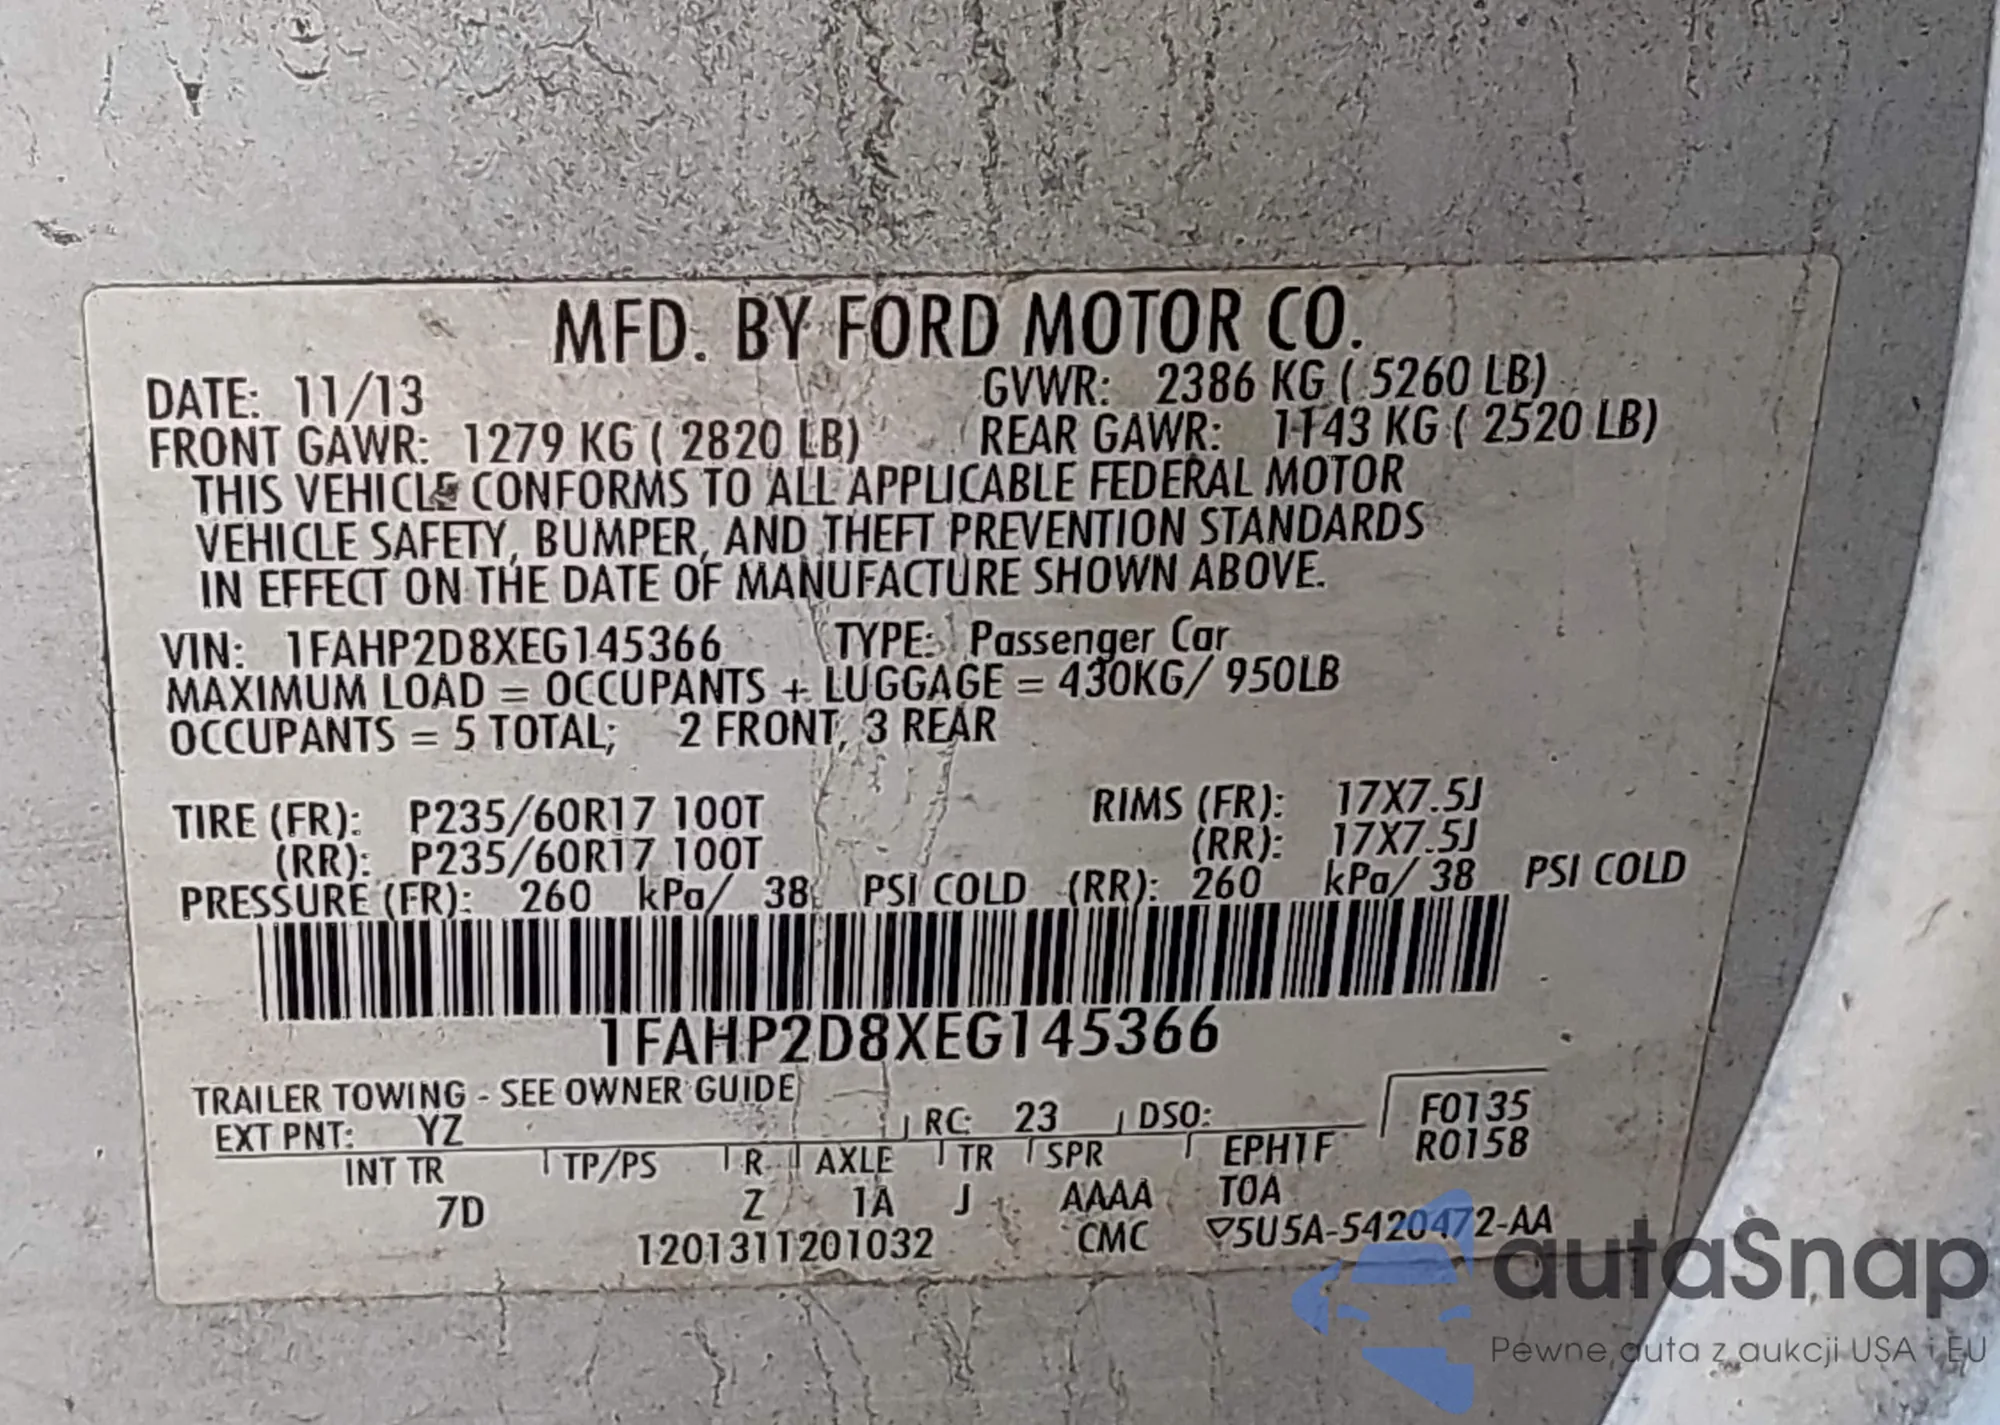 MFD. BY FORD MOTOR CO.
DATE: 11/13 GVWR: 2386 KG ( 5260 LB)
FRONT GAWR: 1279 KG ( 2820 LB) REAR GAWR: 1143 KG ( 2520 LB)
THIS VEHICLE CONFORMS TO ALL APPLICABLE FEDERAL MOTOR
VEHICLE SAFETY, BUMPER, AND THEFT PREVENTION STANDARDS
IN EFFECT ON THE DATE OF MANUFACTURE SHOWN ABOVE.
VIN: 1FAHP2D8XEG145366 TYPE: Passenger Car
MAXIMUM LOAD = OCCUPANTS + LUGGAGE = 430KG/ 950LB
OCCUPANTS = 5 TOTAL; 2 FRONT, 3 REAR
TIRE (FR): P235/60R17 100T RIMS (FR): 17X7.5J
(RR): P235/60R17 100T (RR): 17X7.5J
PRESSURE (FR): 260 kPa/ 38 PSI COLD (RR): 260 kPa/ 38 PSI COLD
1FAHP2D8XEG145366
TRAILER TOWING - SEE OWNER GUIDE
EXT PNT: YZ RC: 23 DSO: F0135
R0158
INT TR TP/PS R AXLE TR SPR EPH1F
7D Z 1A J AAAA TOA
1201311201032 CMC ▽5U5A-5420472-AA
autaSnap
Pewne auta z aukcji USA i EU